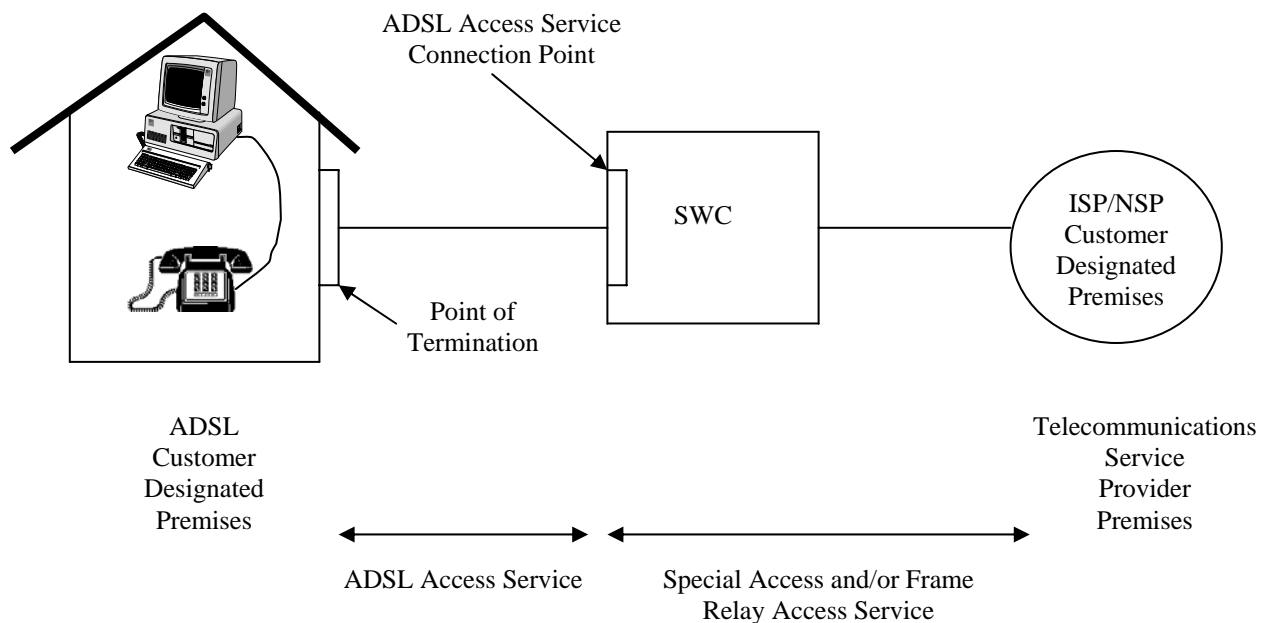 ADSL Access Service
Connection Point
SWC
ISP/NSP
Customer
Designated
Premises
Point of
Termination
ADSL
Customer
Designated
Premises
Telecommunications
Service
Provider
Premises
ADSL Access Service
Special Access and/or Frame
Relay Access Service